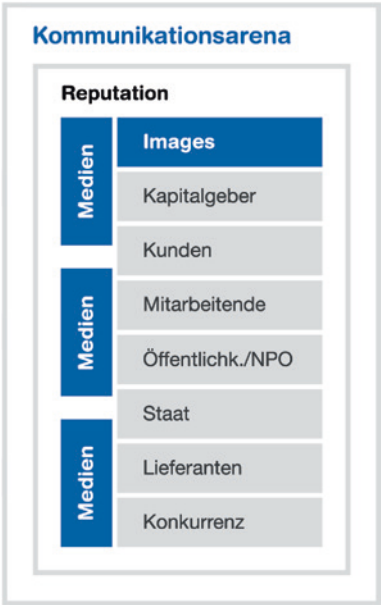 Kommunikationsarena
Reputation
Medien
Medien
Medien
Images
Kapitalgeber
Kunden
Mitarbeitende
Öffentlichk./NPO
Staat
Lieferanten
Konkurrenz